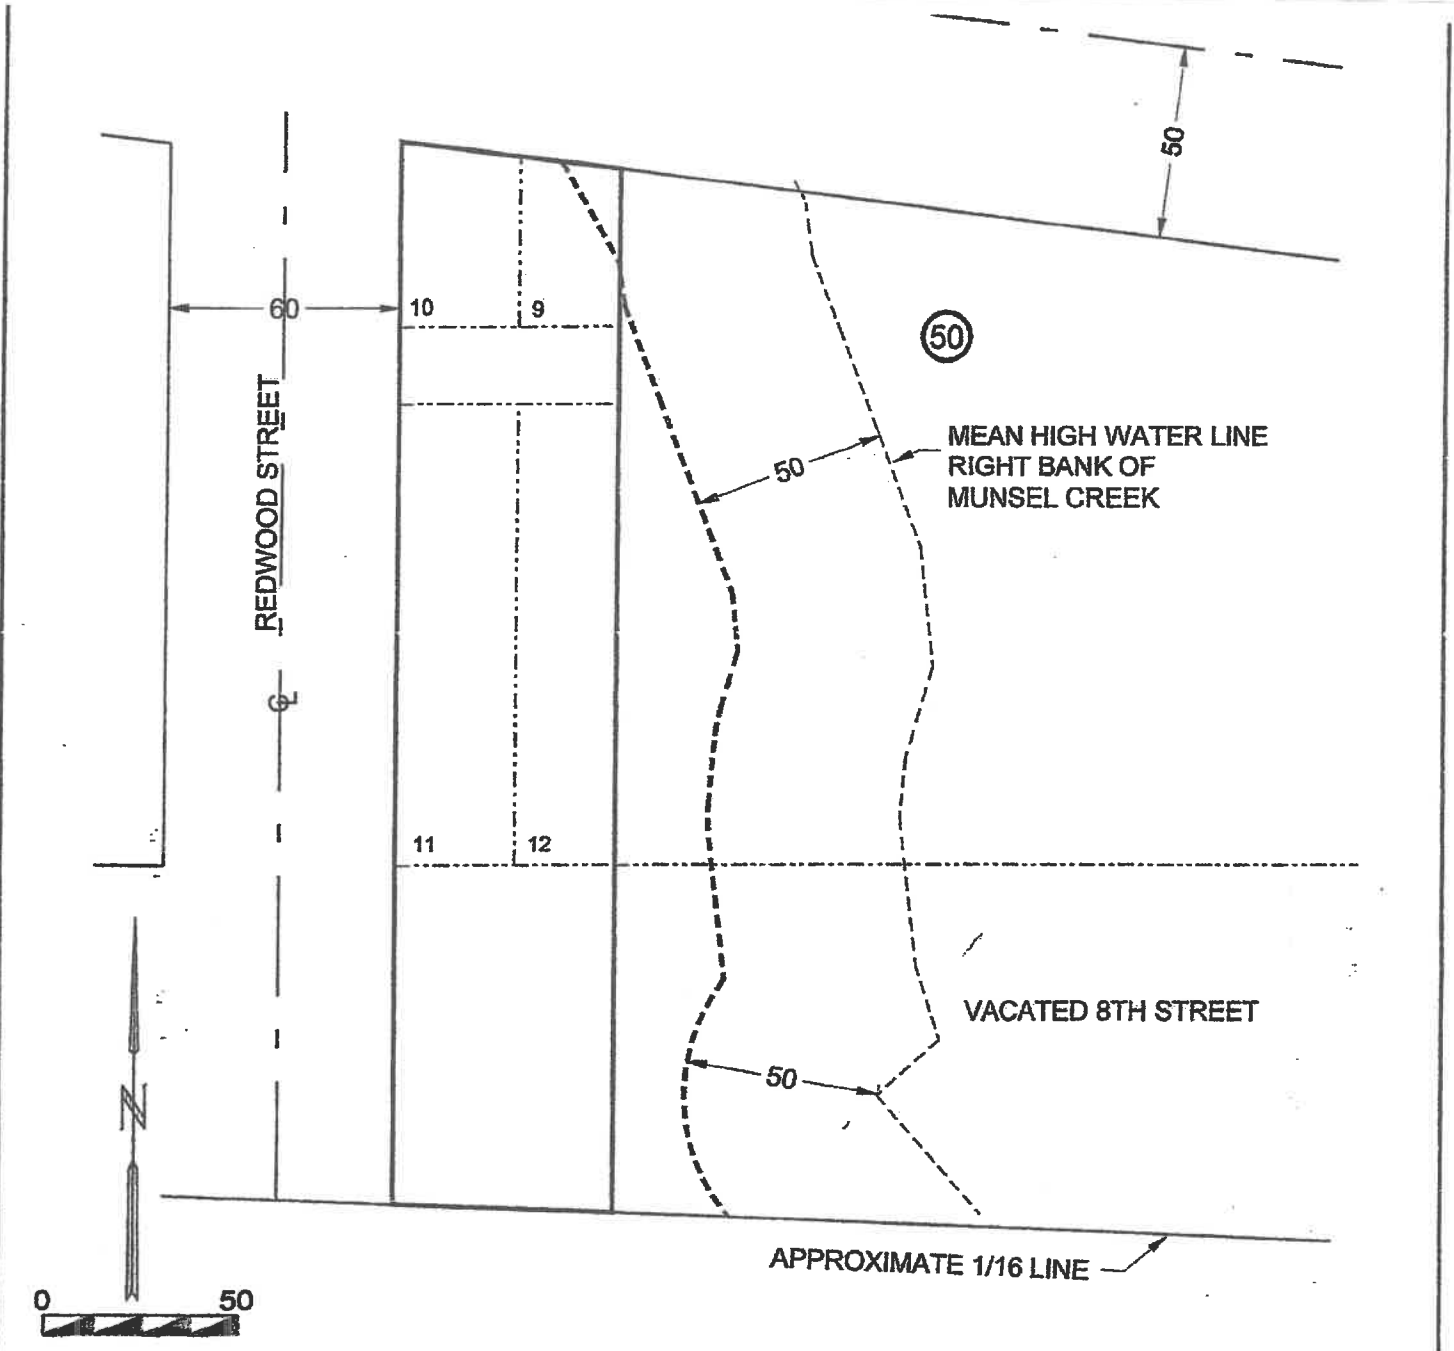 50
60
10
9
50
REDWOOD STREET
MEAN HIGH WATER LINE
RIGHT BANK OF
MUNSEL CREEK
50
CL
11
12
VACATED 8TH STREET
50
N
APPROXIMATE 1/16 LINE
0 50